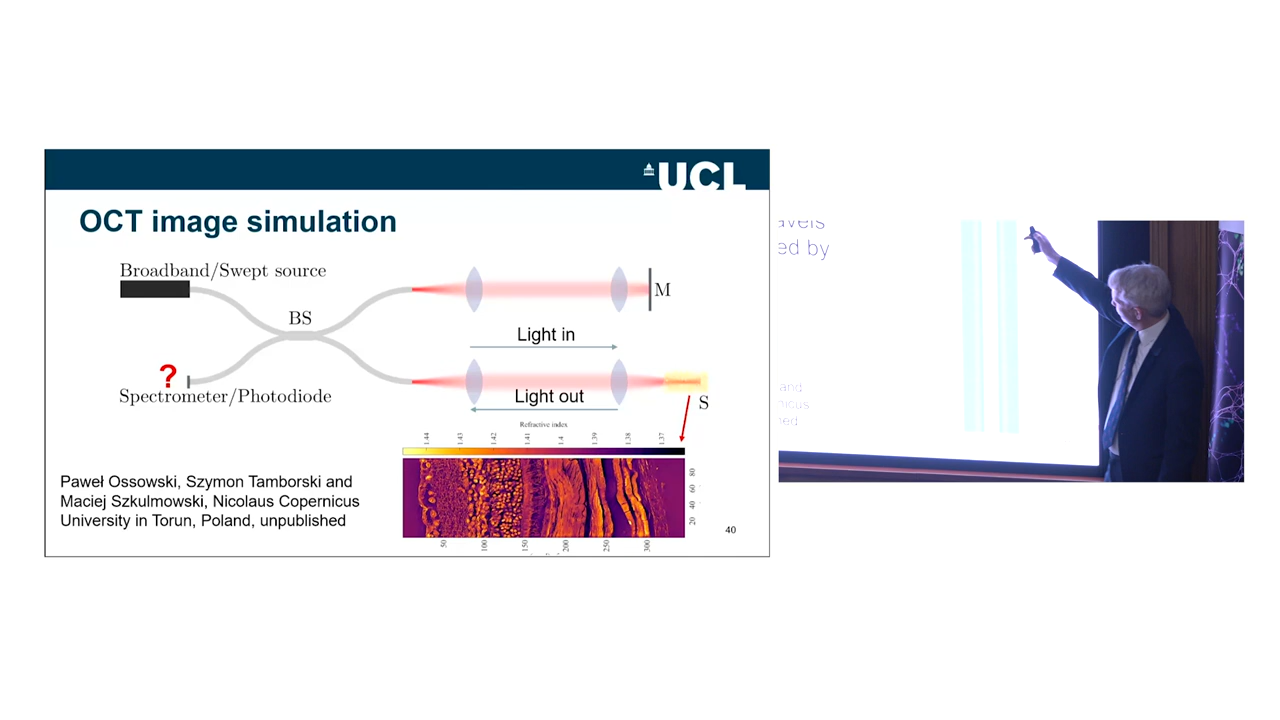 UCL
OCT image simulation
Broadband/Swept source
BS
M
Light in
?
Spectrometer/Photodiode
Light out
S
Refractive index
1.44 1.43 1.42 1.41 1.4 1.39 1.38 1.37
80
60
40
20
50 100 150 200 250 300
Paweł Ossowski, Szymon Tamborski and
Maciej Szkulmowski, Nicolaus Copernicus
University in Torun, Poland, unpublished
40
ed by
and